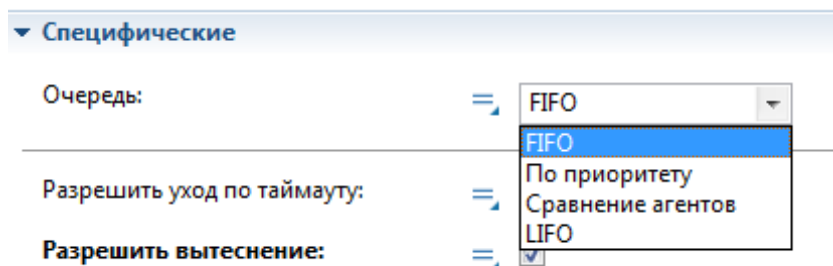 Специфические
Очередь:
FIFO
FIFO
По приоритету
Сравнение агентов
LIFO
Разрешить уход по таймауту:
Разрешить вытеснение: